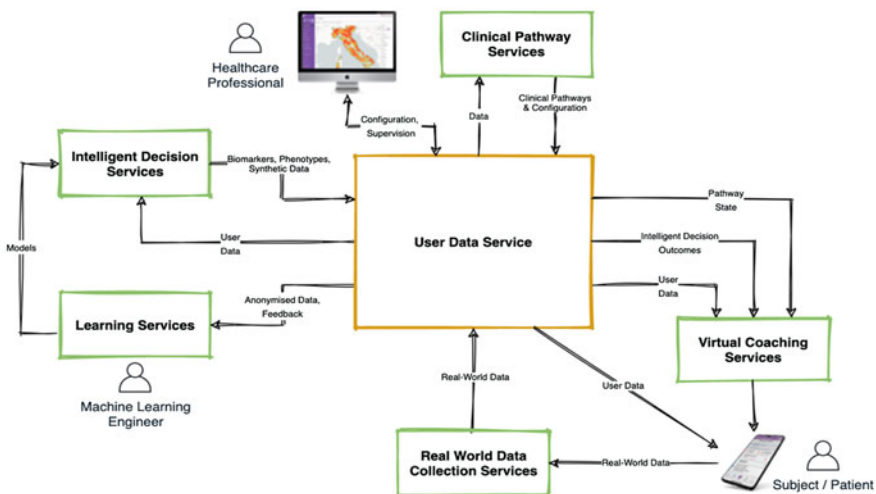 Healthcare
Professional
Clinical Pathway
Services
Configuration,
Supervision
Data
Clinical Pathways
& Configuration
Intelligent Decision
Services
Biomarkers, Phenotypes,
Synthetic Data
User Data Service
Pathway
State
Models
User
Data
Intelligent Decision
Outcomes
User
Data
Learning Services
Anonymised Data,
Feedback
Virtual Coaching
Services
Machine Learning
Engineer
Real-World Data
User Data
Real World Data
Collection Services
Real-World Data
Subject / Patient